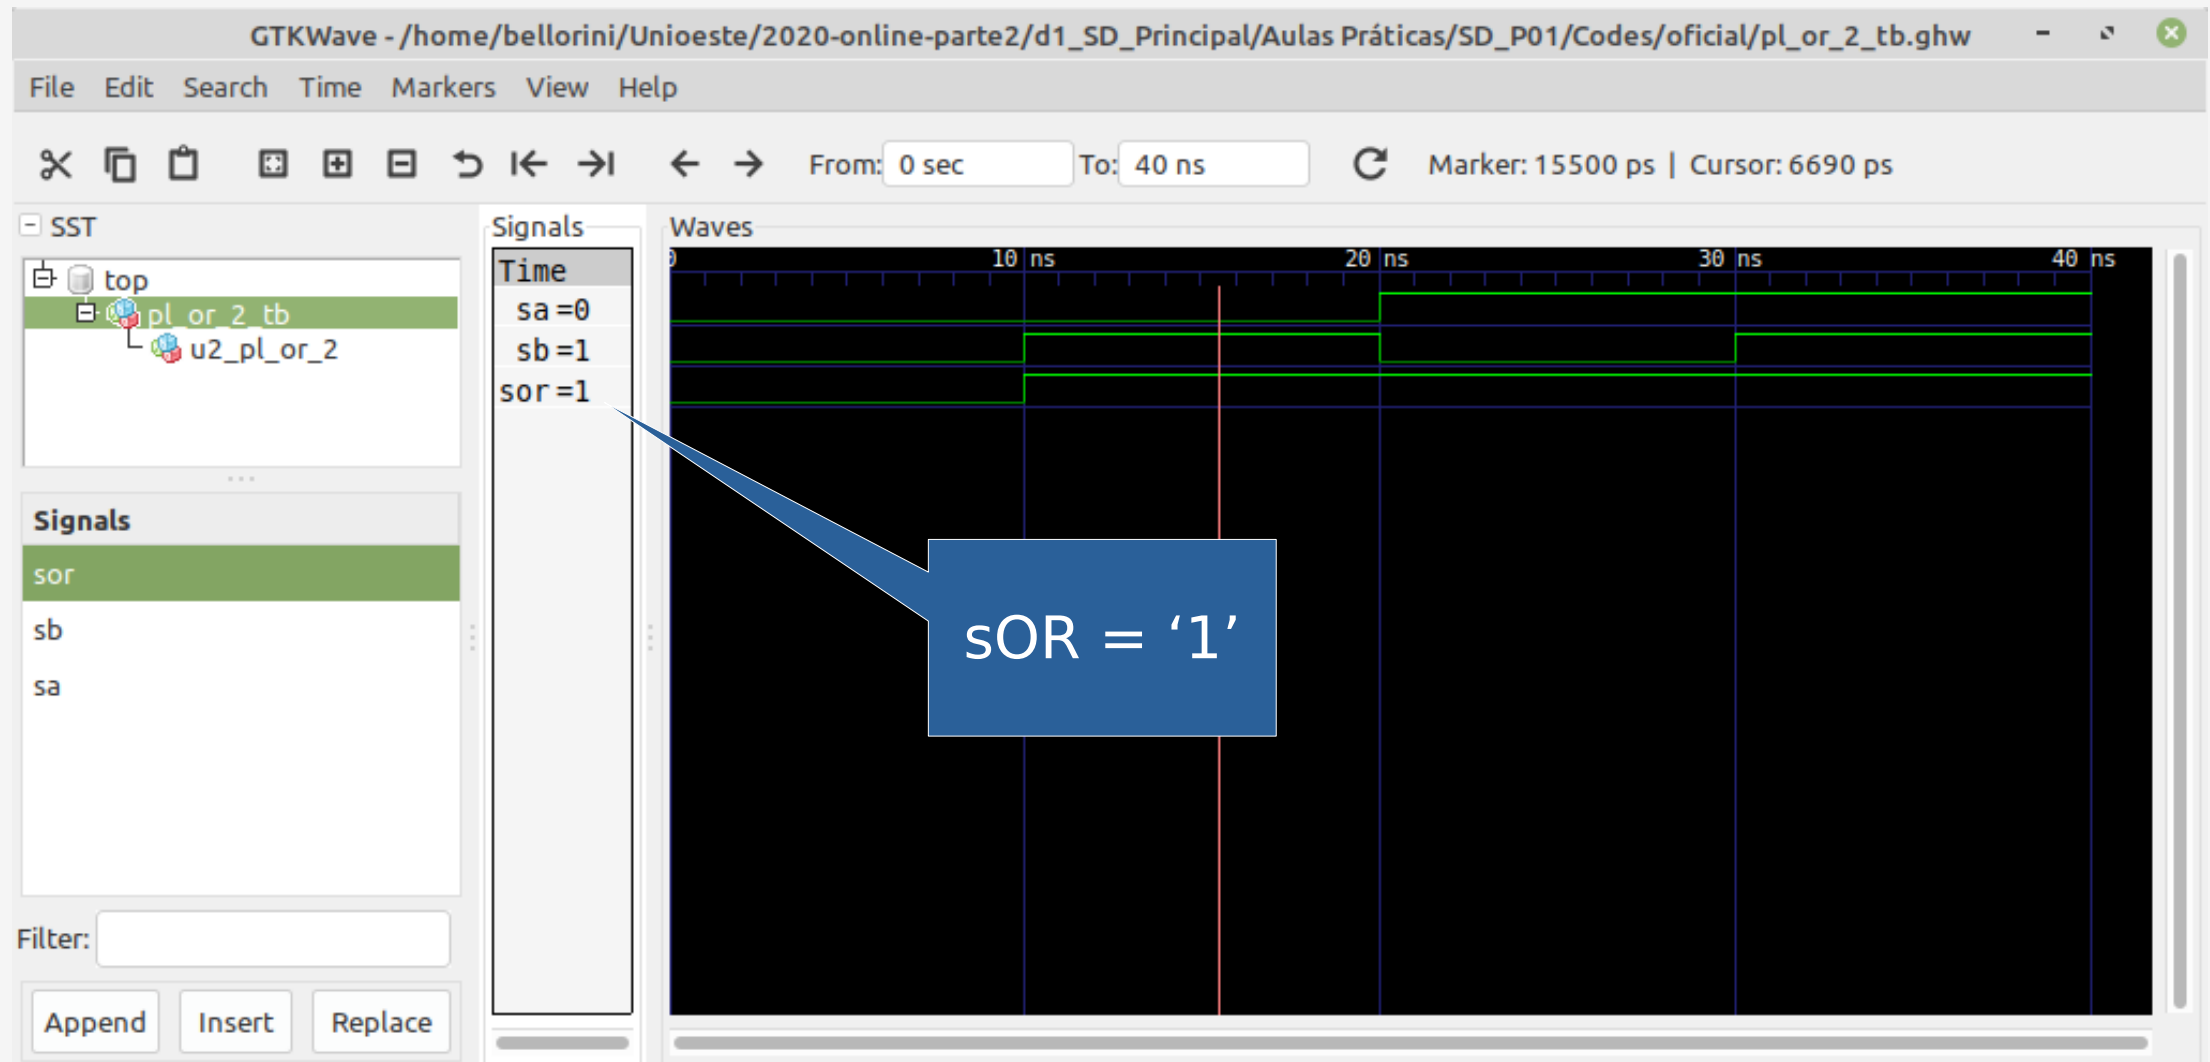 GTKWave - /home/bellorini/Unioeste/2020-online-parte2/d1_SD_Principal/Aulas Práticas/SD_P01/Codes/oficial/pl_or_2_tb.ghw
File Edit Search Time Markers View Help
From: 0 sec To: 40 ns Marker: 15500 ps | Cursor: 6690 ps
SST
top
pl_or_2_tb
u2_pl_or_2
Signals
sor
sb
sa
Filter:
Append Insert Replace
Signals
Time
sa =0
sb =1
sor =1
Waves
0 10 ns 20 ns 30 ns 40 ns
sOR = ‘1’